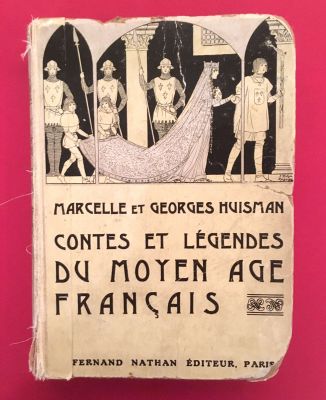 MARCELLE ET GEORGES HUISMAN
CONTES ET LÉGENDES
DU MOYEN AGE
FRANÇAIS
FERNAND NATHAN ÉDITEUR, PARIS